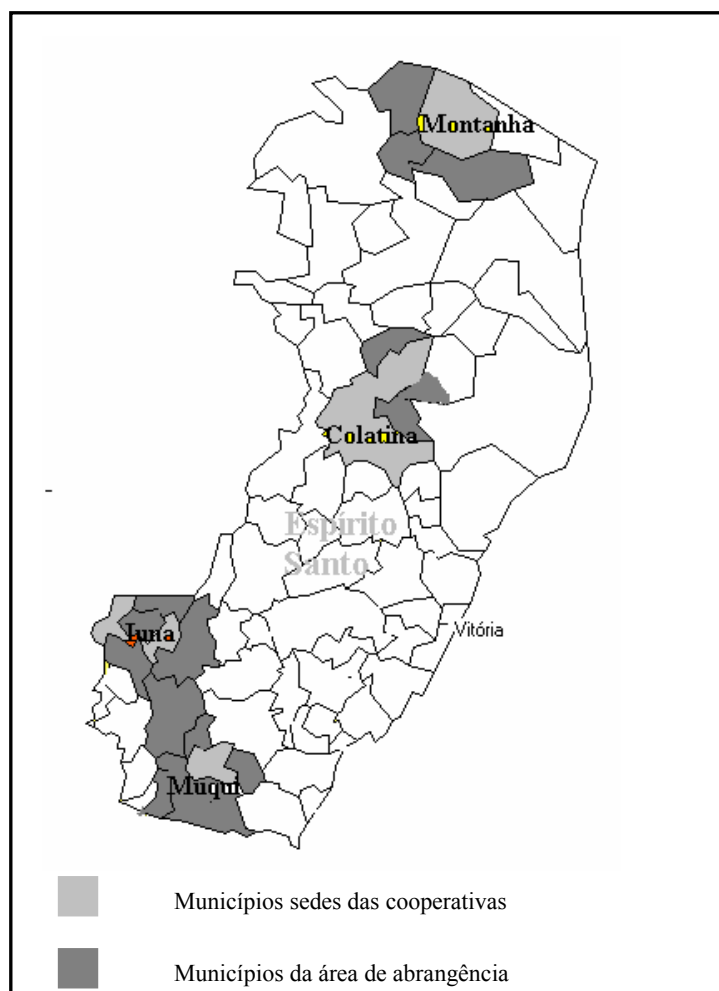 Montanha
Colatina
Espírito
Santo
Iuna
Vitória
Muqui
Municípios sedes das cooperativas
Municípios da área de abrangência